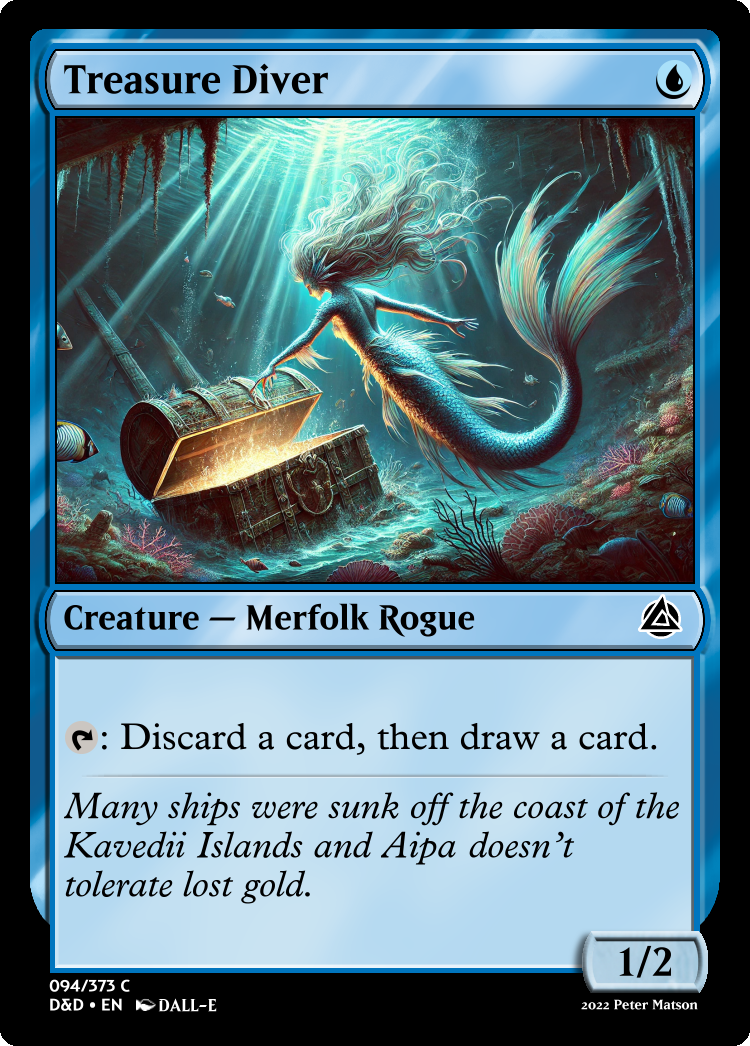 Treasure Diver
Creature — Merfolk Rogue
: Discard a card, then draw a card.
Many ships were sunk off the coast of the
Kavedii Islands and Aipa doesn't
tolerate lost gold.
1/2
094/373 C
D&D • EN DALL-E
2022 Peter Matson